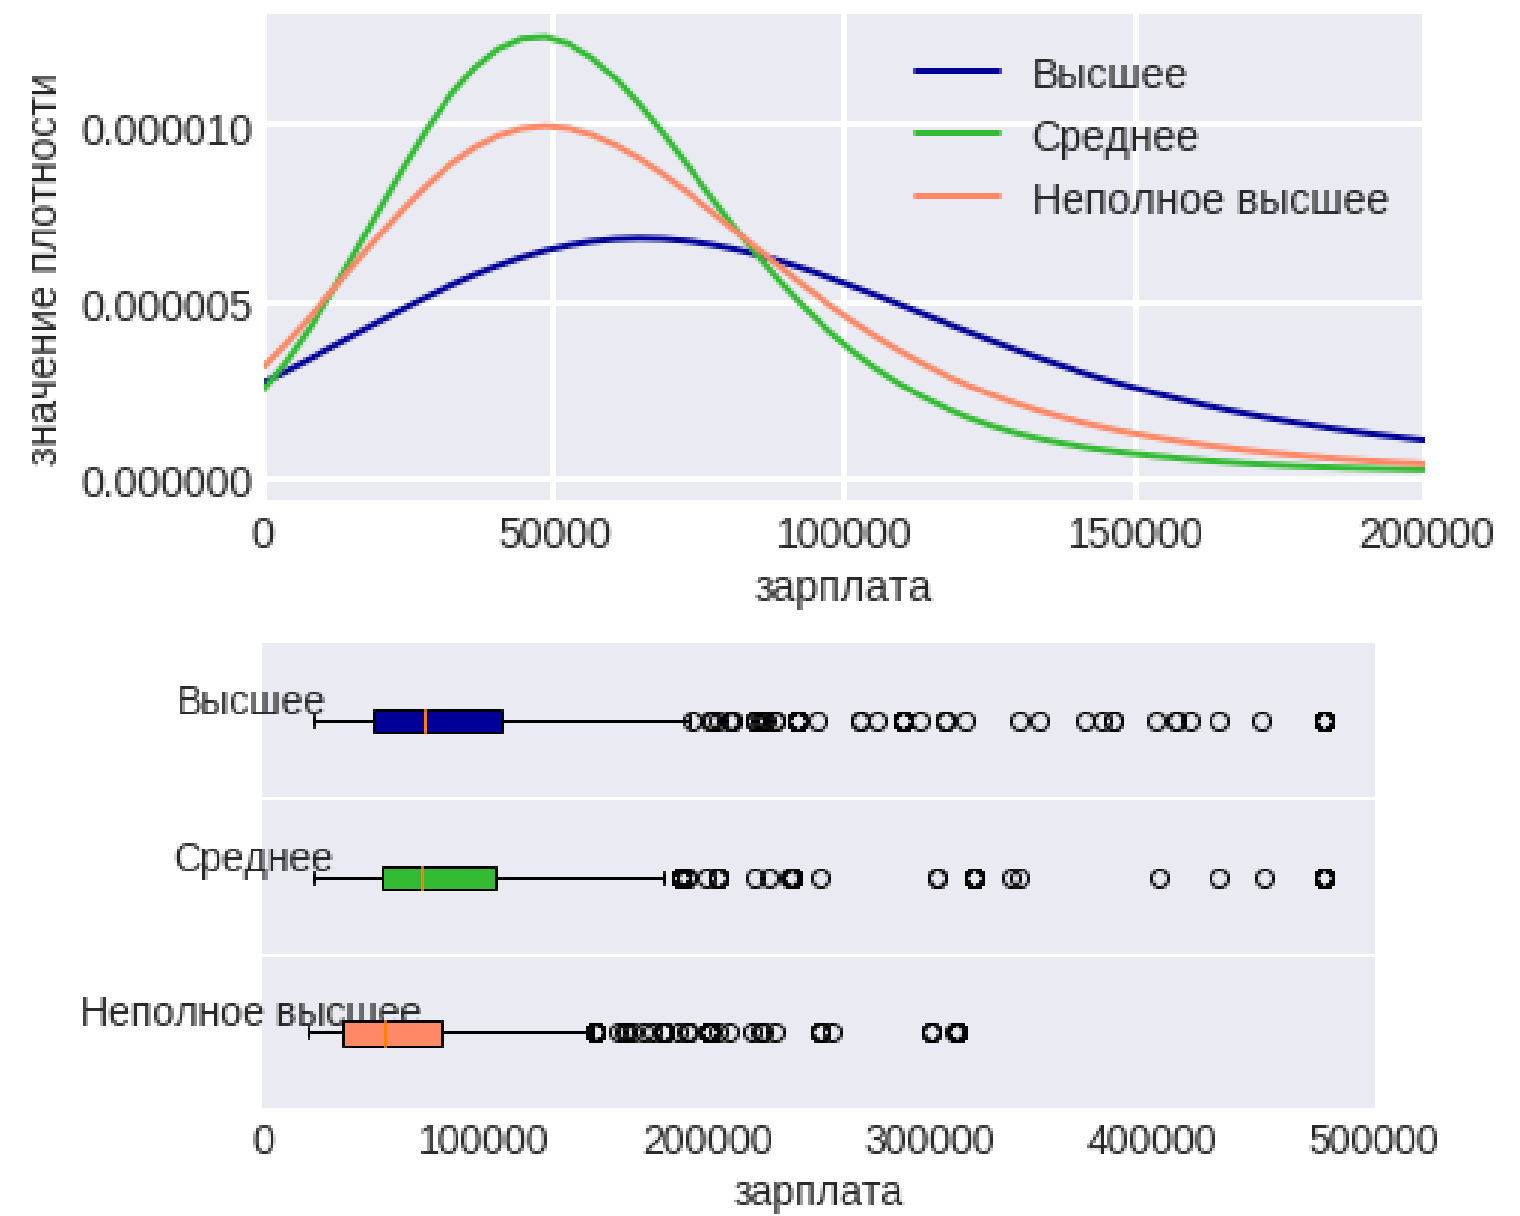 значение плотности
0.000010
0.000005
0.000000
Высшее
Среднее
Неполное высшее
0 50000 100000 150000 200000
зарплата
Высшее
Среднее
Неполное высшее
0 100000 200000 300000 400000 500000
зарплата